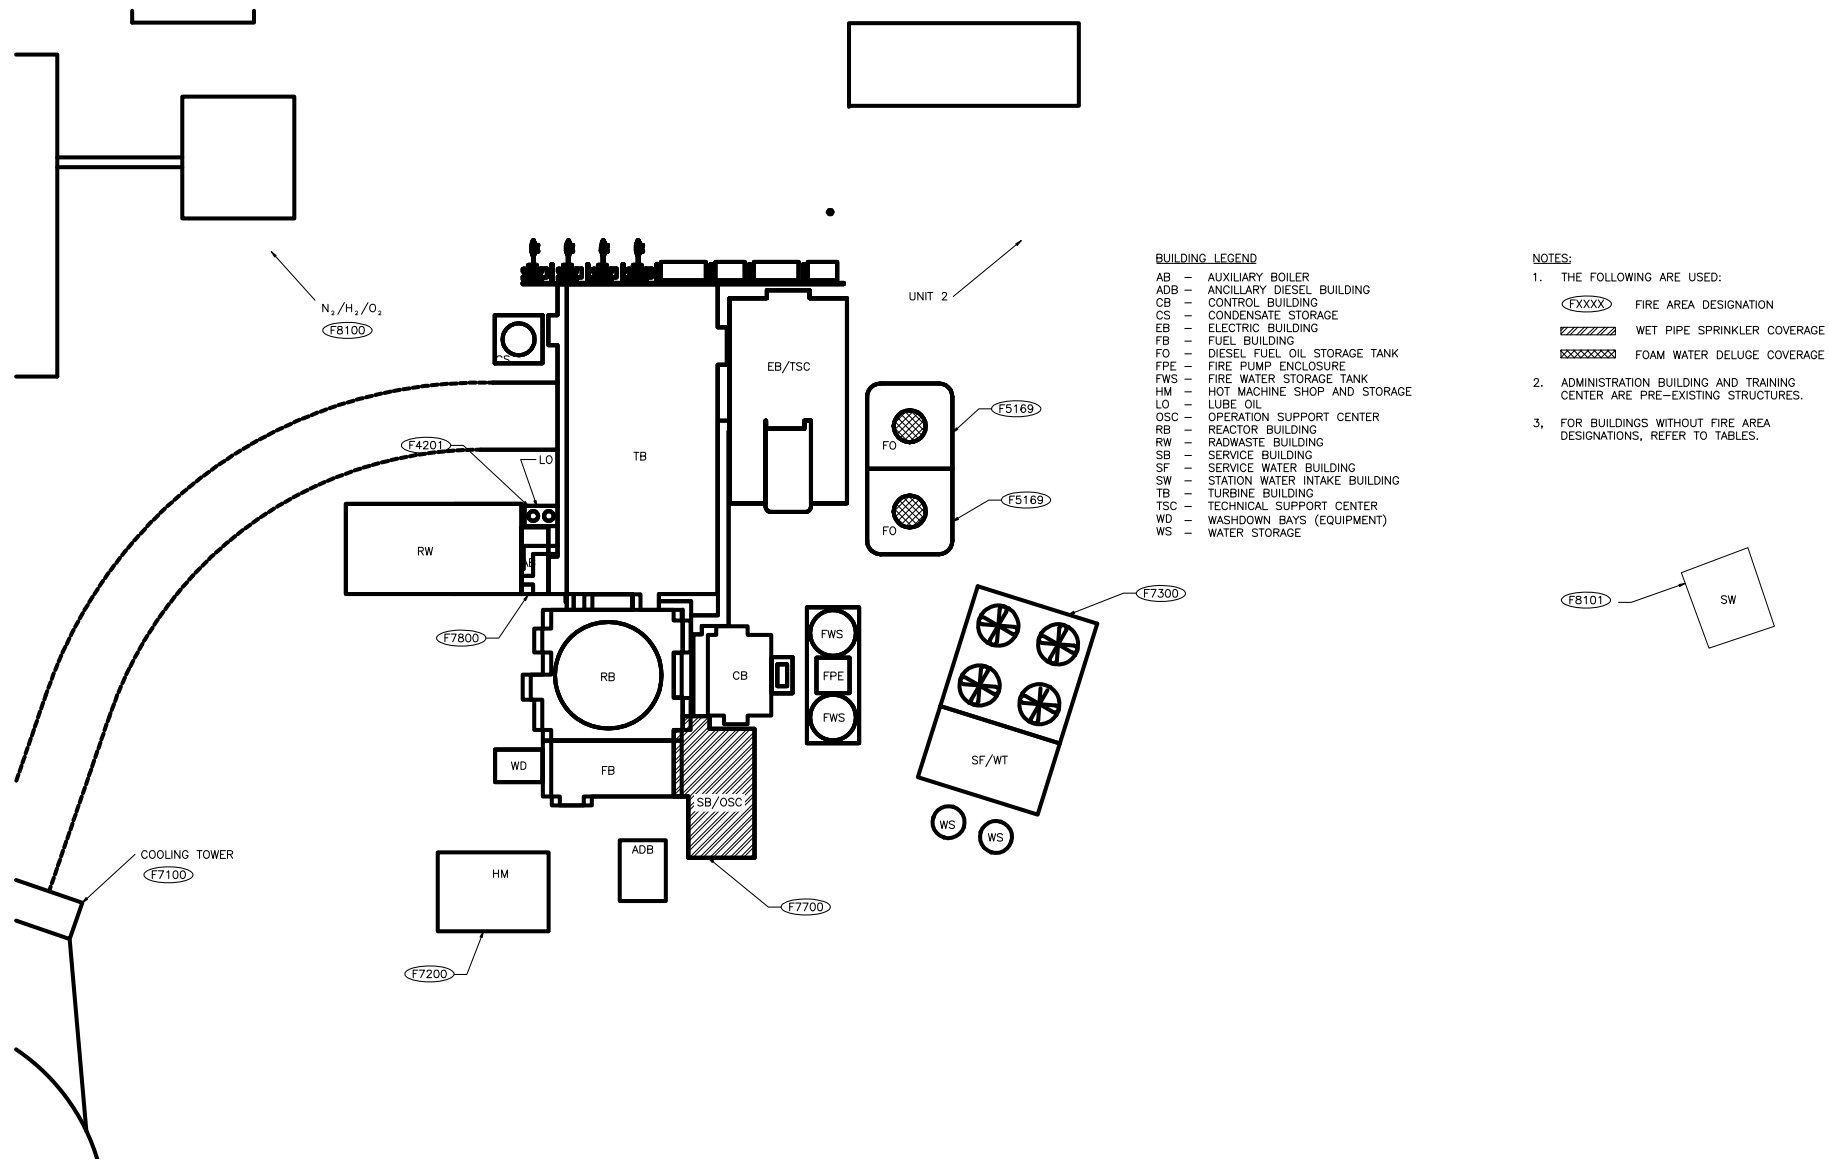 N₂/H₂/O₂
F8100
UNIT 2
CS
EB/TSC
TB
FO
F5169
FO
F5169
F4201
LO
RW
AB
F7800
RB
CB
FWS
FPE
FWS
F7300
SF/WT
WS
WS
WD
FB
SB/OSC
ADB
HM
F7700
F7200
COOLING TOWER
F7100
BUILDING LEGEND
AB – AUXILIARY BOILER
ADB – ANCILLARY DIESEL BUILDING
CB – CONTROL BUILDING
CS – CONDENSATE STORAGE
EB – ELECTRIC BUILDING
FB – FUEL BUILDING
FO – DIESEL FUEL OIL STORAGE TANK
FPE – FIRE PUMP ENCLOSURE
FWS – FIRE WATER STORAGE TANK
HM – HOT MACHINE SHOP AND STORAGE
LO – LUBE OIL
OSC – OPERATION SUPPORT CENTER
RB – REACTOR BUILDING
RW – RADWASTE BUILDING
SB – SERVICE BUILDING
SF – SERVICE WATER BUILDING
SW – STATION WATER INTAKE BUILDING
TB – TURBINE BUILDING
TSC – TECHNICAL SUPPORT CENTER
WD – WASHDOWN BAYS (EQUIPMENT)
WS – WATER STORAGE
NOTES:
1. THE FOLLOWING ARE USED:
FXXXX FIRE AREA DESIGNATION
WET PIPE SPRINKLER COVERAGE
FOAM WATER DELUGE COVERAGE
2. ADMINISTRATION BUILDING AND TRAINING
CENTER ARE PRE–EXISTING STRUCTURES.
3, FOR BUILDINGS WITHOUT FIRE AREA
DESIGNATIONS, REFER TO TABLES.
F8101
SW